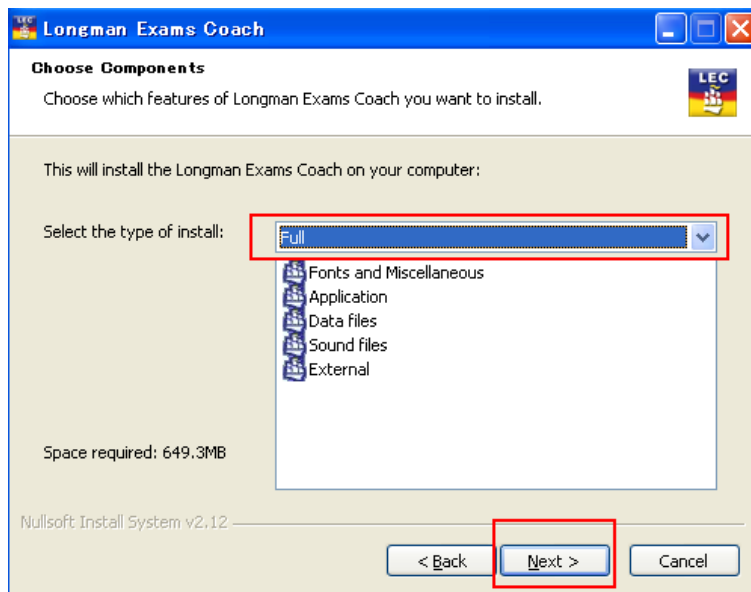 LEC Longman Exams Coach
Choose Components
Choose which features of Longman Exams Coach you want to install.
LEC
This will install the Longman Exams Coach on your computer:
Select the type of install:
Full
Fonts and Miscellaneous
Application
Data files
Sound files
External
Space required: 649.3MB
Nullsoft Install System v2.12
< Back
Next >
Cancel